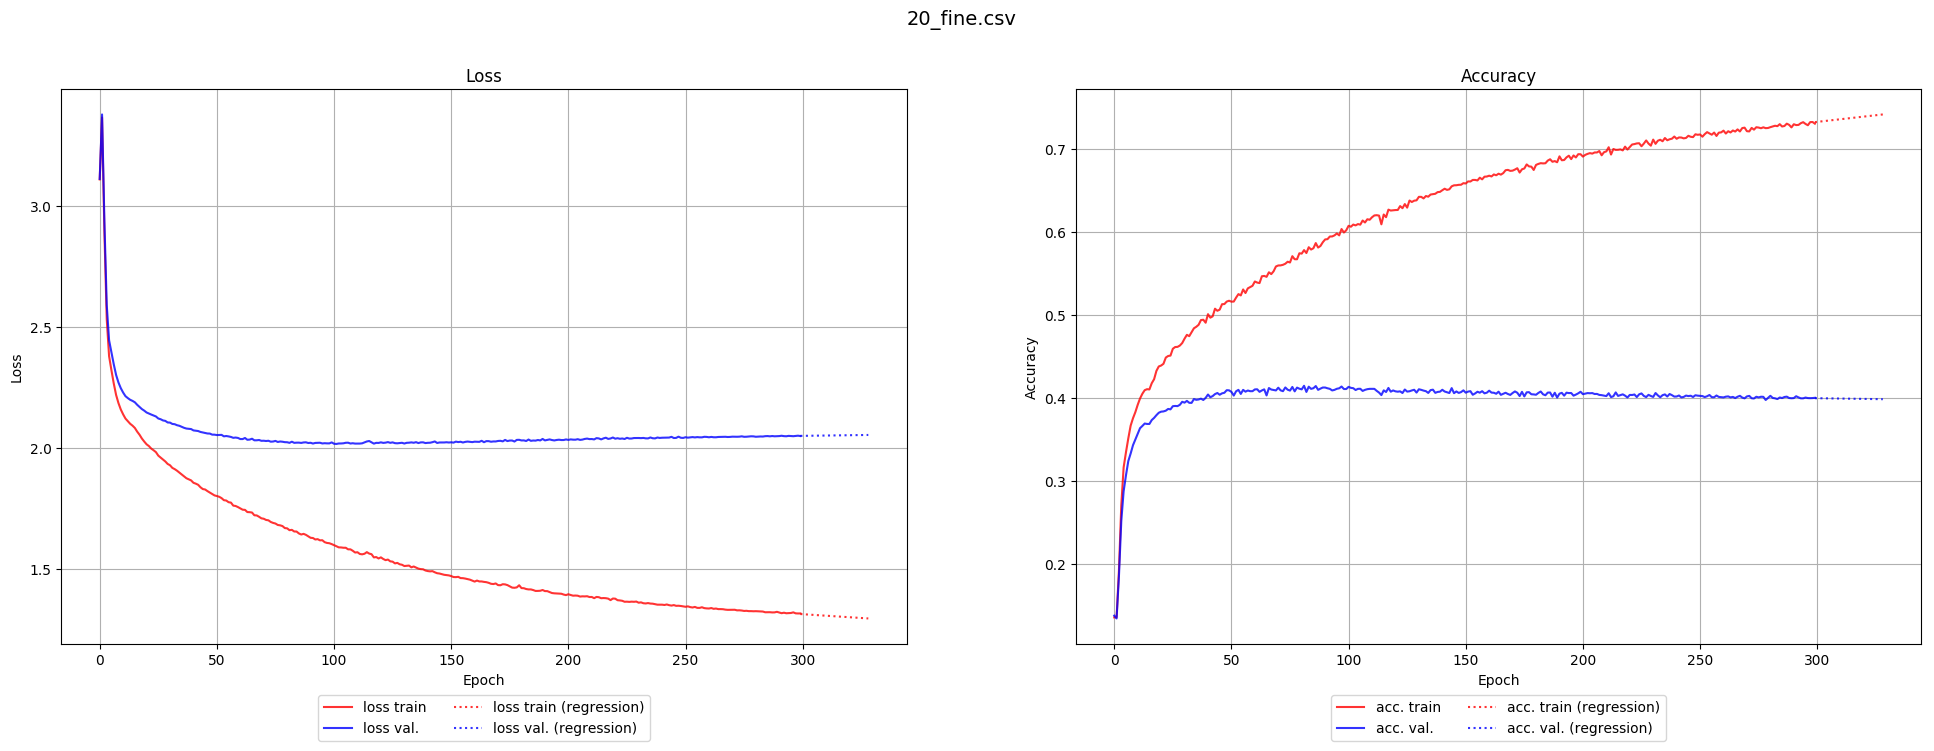 20_fine.csv
Loss
Loss
3.0
2.5
2.0
1.5
0 50 100 150 200 250 300
Epoch
loss train
loss val.
loss train (regression)
loss val. (regression)
Accuracy
Accuracy
0.7
0.6
0.5
0.4
0.3
0.2
0 50 100 150 200 250 300
Epoch
acc. train
acc. val.
acc. train (regression)
acc. val. (regression)